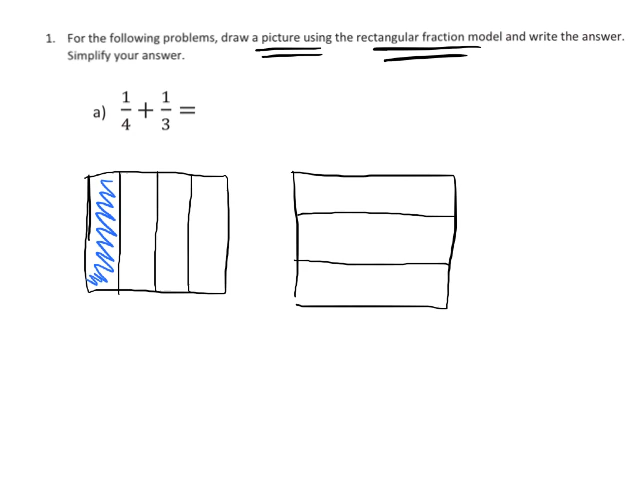 1. For the following problems, draw a picture using the rectangular fraction model and write the answer.
Simplify your answer.
a) 1/4 + 1/3 =